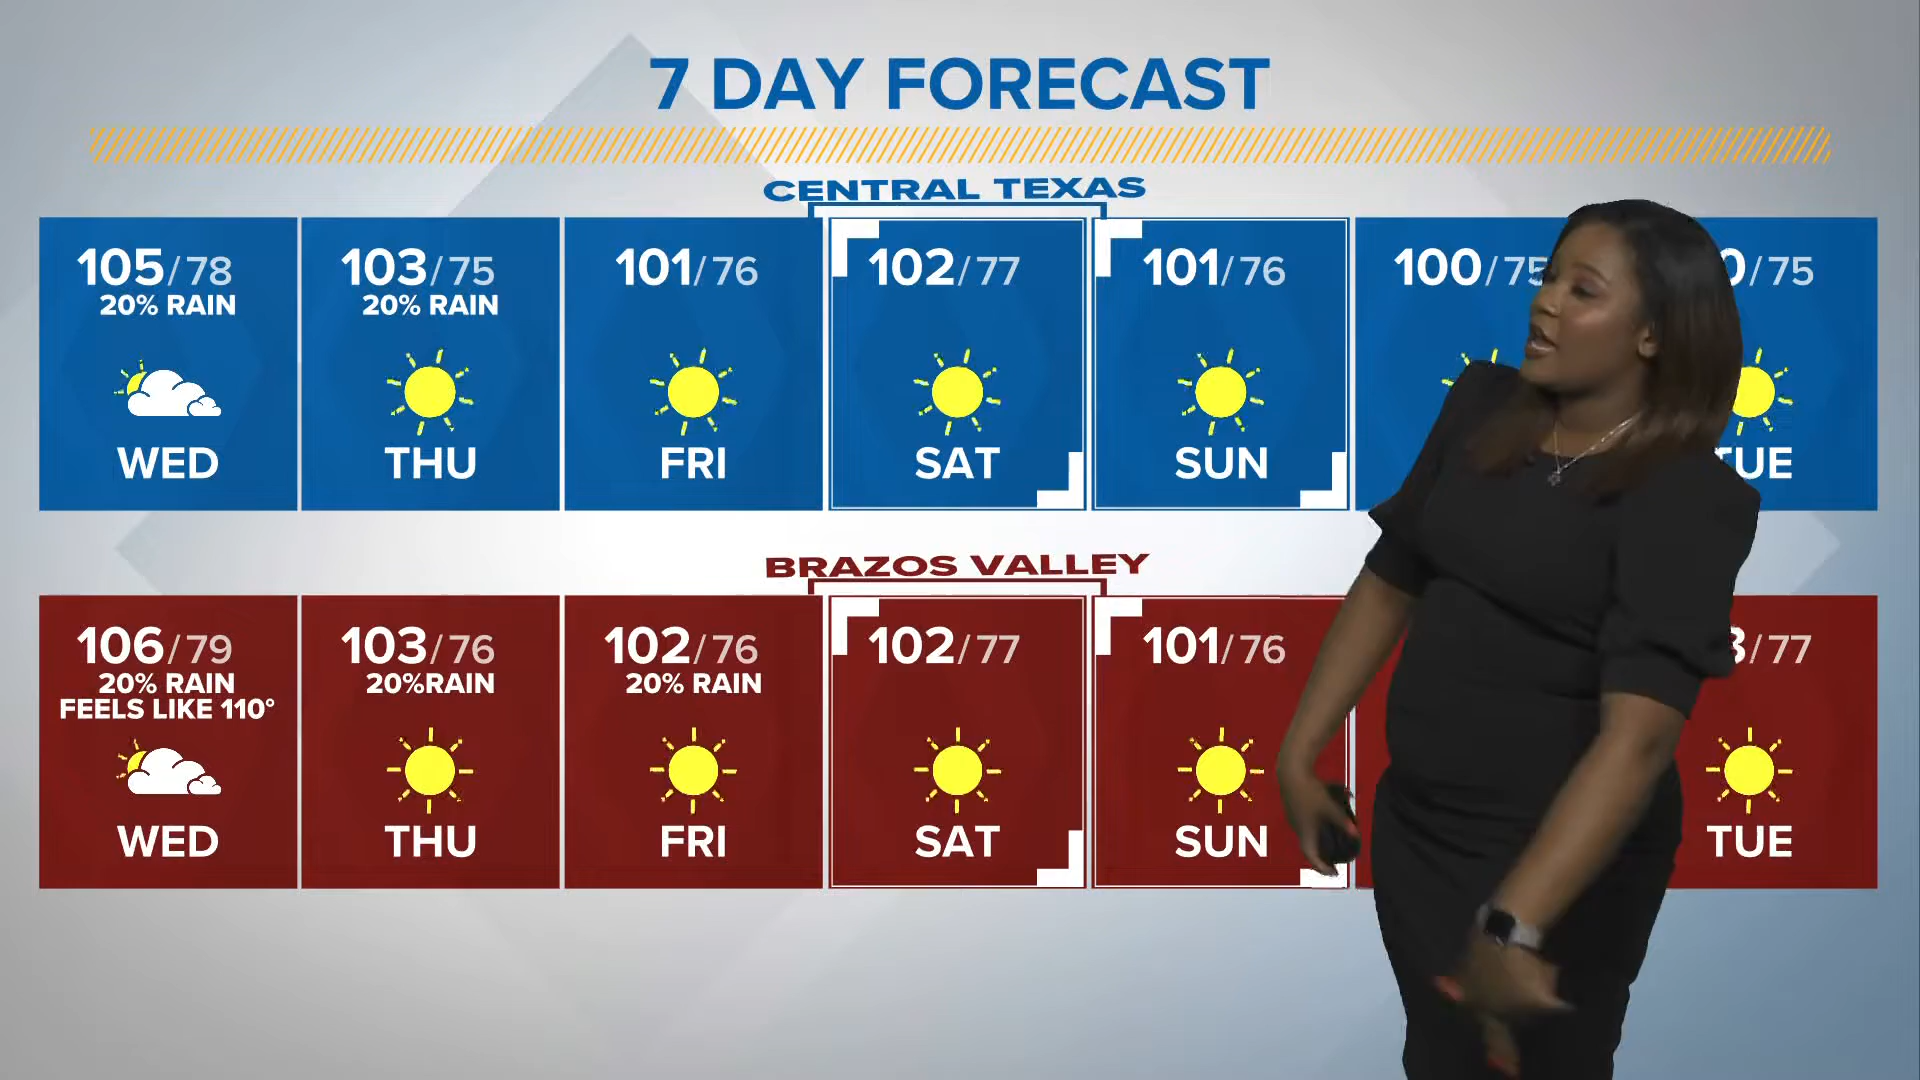 7 DAY FORECAST
CENTRAL TEXAS
105/78 103/75 101/76 102/77 101/76 100/75 0/75
20% RAIN 20% RAIN
WED THU FRI SAT SUN TUE
BRAZOS VALLEY
106/79 103/76 102/76 102/77 101/76 /77
20% RAIN 20%RAIN 20% RAIN
FEELS LIKE 110°
WED THU FRI SAT SUN TUE